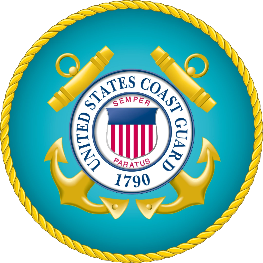 UNITED STATES COAST GUARD
SEMPER
PARATUS
1790